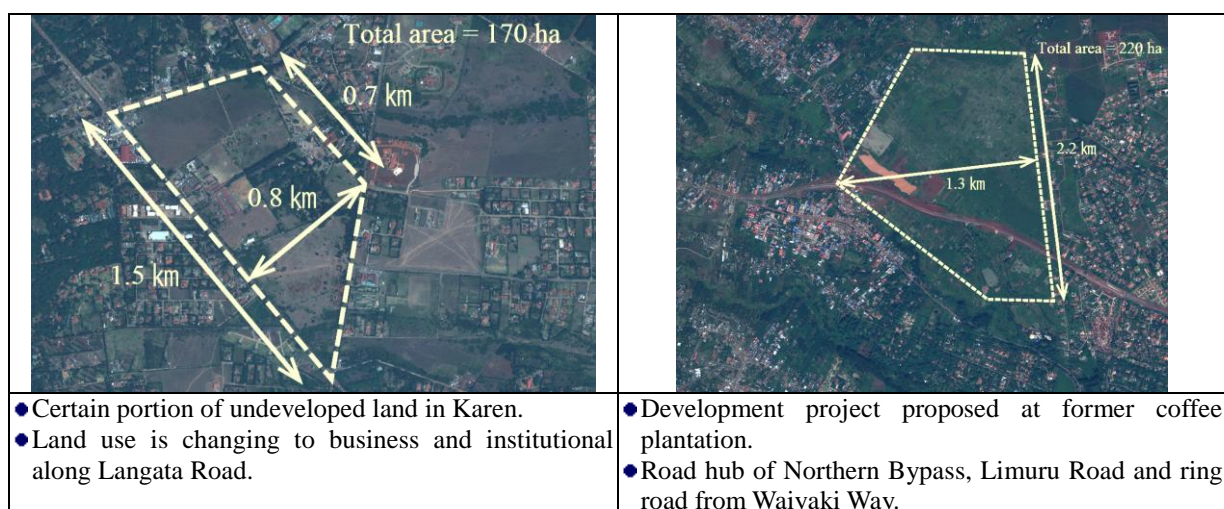 Total area = 170 ha
0.7 km
0.8 km
1.5 km
Total area = 220 ha
2.2 km
1.3 km
Certain portion of undeveloped land in Karen.
Land use is changing to business and institutional
along Langata Road.
Development project proposed at former coffee
plantation.
Road hub of Northern Bypass, Limuru Road and ring
road from Waiyaki Way.